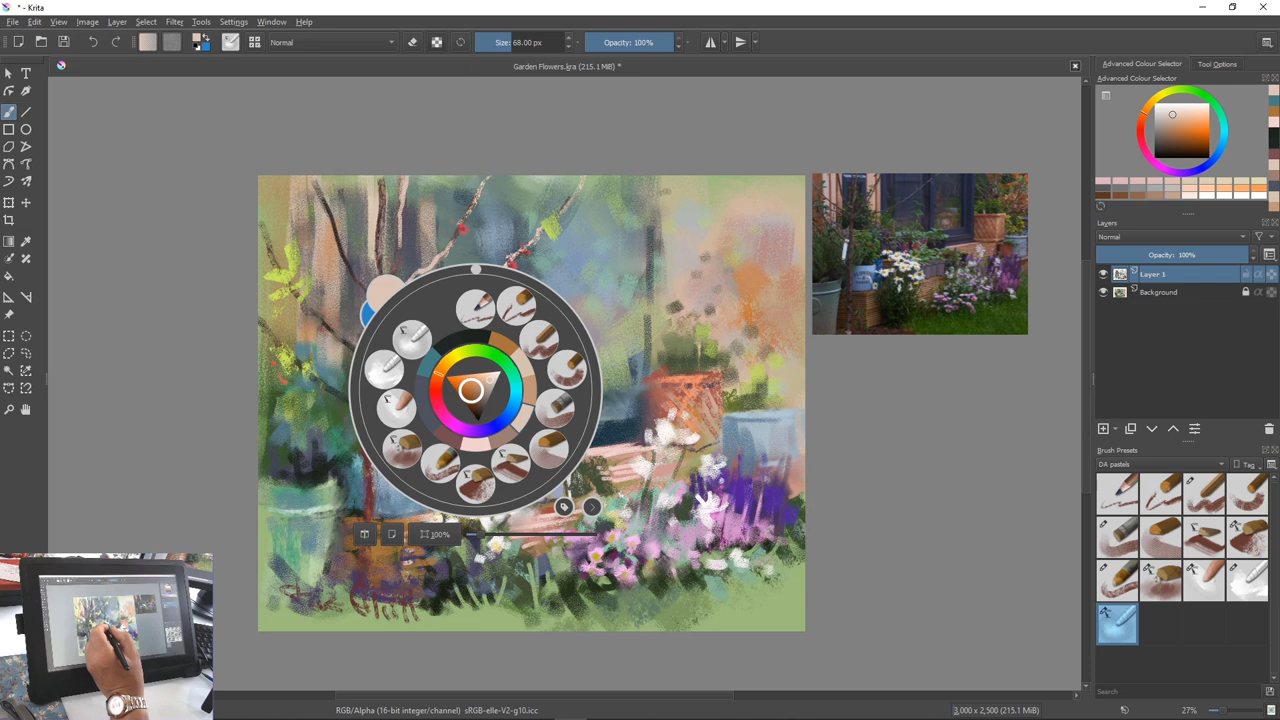 * - Krita
File Edit View Image Layer Select Filter Tools Settings Window Help
Normal Size: 68.00 px Opacity: 100%
Garden Flowers.kra (215.1 MiB) *
Advanced Colour Selector Tool Options
Advanced Colour Selector
Layers
Normal
Opacity: 100%
Layer 1
Background
Brush Presets
DA pastels Tag
100%
Search
RGB/Alpha (16-bit integer/channel) sRGB-elle-V2-g10.icc
3,000 x 2,500 (215.1 MiB)
27%